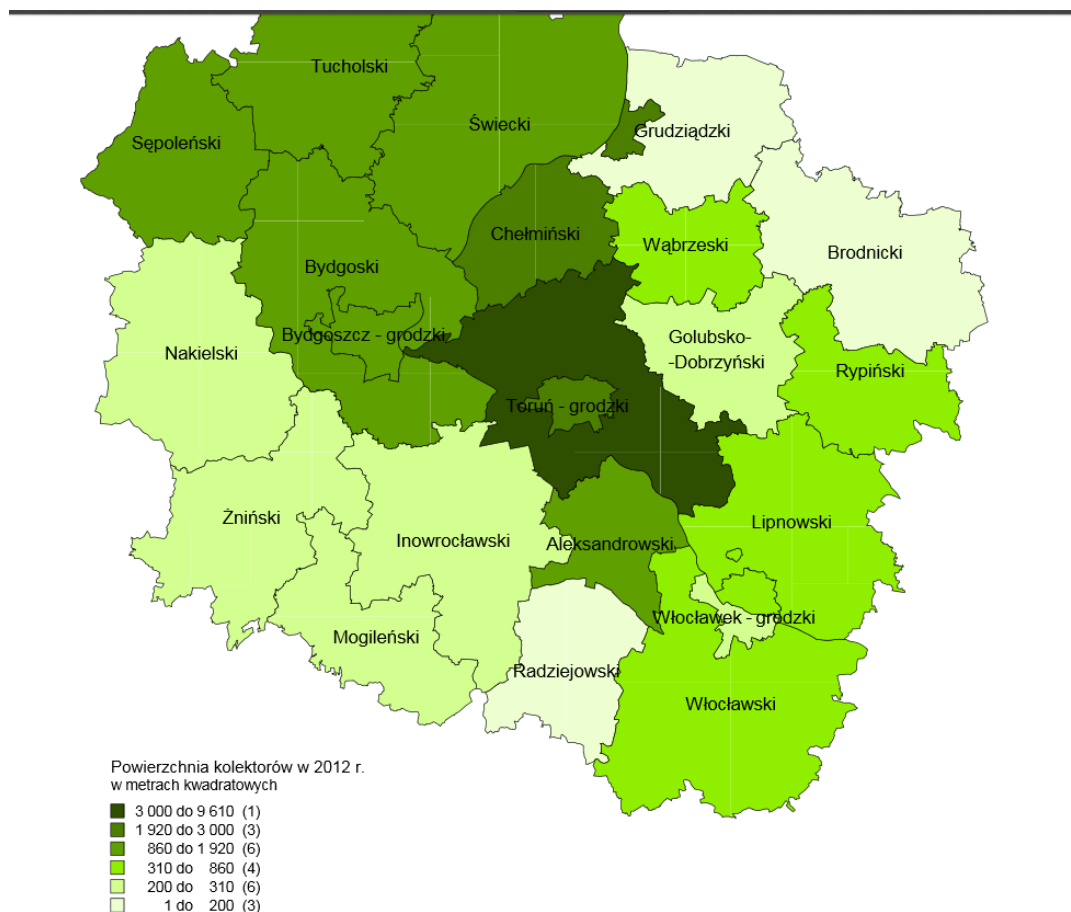 Tucholski
Świecki
Sępoleński
Grudziądzki
Chełmiński
Wąbrzeski
Brodnicki
Bydgoski
Bydgoszcz - grodzki
Nakielski
Golubsko-
-Dobrzyński
Rypiński
Toruń - grodzki
Żniński
Inowrocławski
Aleksandrowski
Lipnowski
Włocławek - grodzki
Mogileński
Radziejowski
Włocławski
Powierzchnia kolektorów w 2012 r.
w metrach kwadratowych
3 000 do 9 610 (1)
1 920 do 3 000 (3)
860 do 1 920 (6)
310 do 860 (4)
200 do 310 (6)
1 do 200 (3)